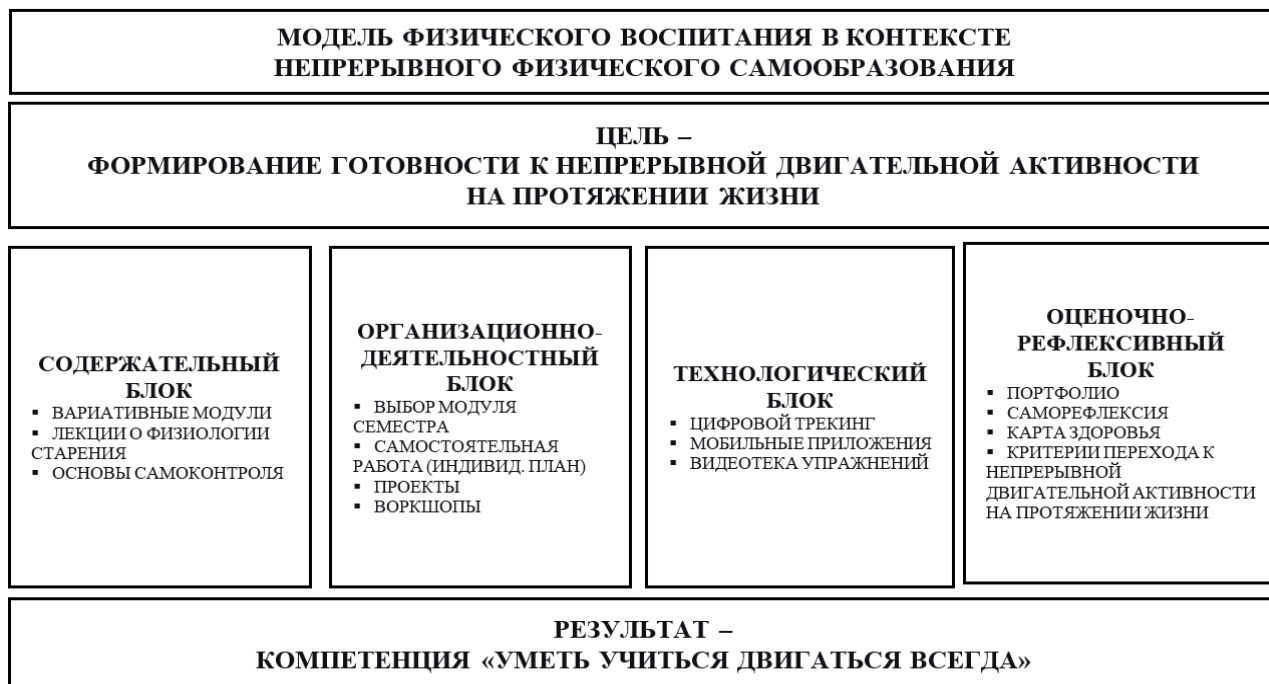 МОДЕЛЬ ФИЗИЧЕСКОГО ВОСПИТАНИЯ В КОНТЕКСТЕ
НЕПРЕРЫВНОГО ФИЗИЧЕСКОГО САМООБРАЗОВАНИЯ
ЦЕЛЬ –
ФОРМИРОВАНИЕ ГОТОВНОСТИ К НЕПРЕРЫВНОЙ ДВИГАТЕЛЬНОЙ АКТИВНОСТИ
НА ПРОТЯЖЕНИИ ЖИЗНИ
СОДЕРЖАТЕЛЬНЫЙ
БЛОК
▪ ВАРИАТИВНЫЕ МОДУЛИ
▪ ЛЕКЦИИ О ФИЗИОЛОГИИ
СТАРЕНИЯ
▪ ОСНОВЫ САМОКОНТРОЛЯ
ОРГАНИЗАЦИОННО-
ДЕЯТЕЛЬНОСТНЫЙ
БЛОК
▪ ВЫБОР МОДУЛЯ
СЕМЕСТРА
▪ САМОСТОЯТЕЛЬНАЯ
РАБОТА (ИНДИВИД. ПЛАН)
▪ ПРОЕКТЫ
▪ ВОРКШОПЫ
ТЕХНОЛОГИЧЕСКИЙ
БЛОК
▪ ЦИФРОВОЙ ТРЕКИНГ
▪ МОБИЛЬНЫЕ ПРИЛОЖЕНИЯ
▪ ВИДЕОТЕКА УПРАЖНЕНИЙ
ОЦЕНОЧНО-
РЕФЛЕКСИВНЫЙ
БЛОК
▪ ПОРТФОЛИО
▪ САМОРЕФЛЕКСИЯ
▪ КАРТА ЗДОРОВЬЯ
▪ КРИТЕРИИ ПЕРЕХОДА К
НЕПРЕРЫВНОЙ
ДВИГАТЕЛЬНОЙ АКТИВНОСТИ
НА ПРОТЯЖЕНИИ ЖИЗНИ
РЕЗУЛЬТАТ –
КОМПЕТЕНЦИЯ «УМЕТЬ УЧИТЬСЯ ДВИГАТЬСЯ ВСЕГДА»